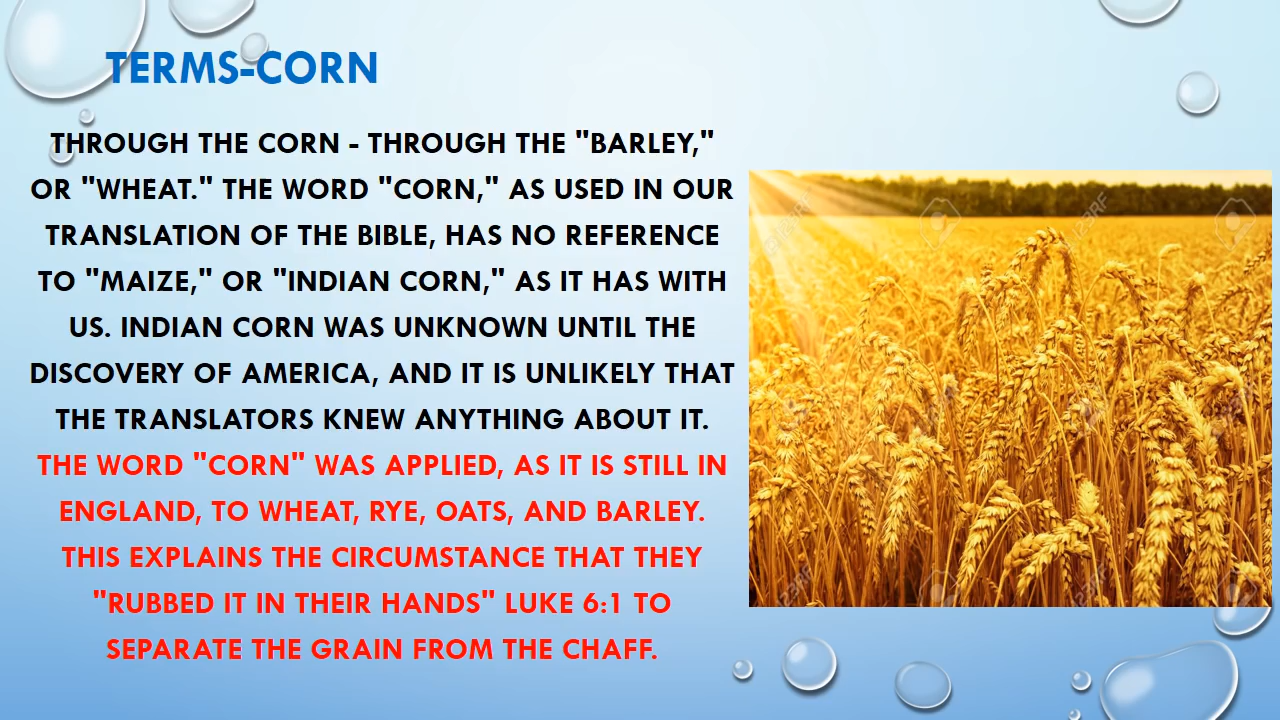 TERMS-CORN
THROUGH THE CORN - THROUGH THE "BARLEY,"
OR "WHEAT." THE WORD "CORN," AS USED IN OUR
TRANSLATION OF THE BIBLE, HAS NO REFERENCE
TO "MAIZE," OR "INDIAN CORN," AS IT HAS WITH
US. INDIAN CORN WAS UNKNOWN UNTIL THE
DISCOVERY OF AMERICA, AND IT IS UNLIKELY THAT
THE TRANSLATORS KNEW ANYTHING ABOUT IT.
THE WORD "CORN" WAS APPLIED, AS IT IS STILL IN
ENGLAND, TO WHEAT, RYE, OATS, AND BARLEY.
THIS EXPLAINS THE CIRCUMSTANCE THAT THEY
"RUBBED IT IN THEIR HANDS" LUKE 6:1 TO
SEPARATE THE GRAIN FROM THE CHAFF.
123RF
123RF
123RF
123RF